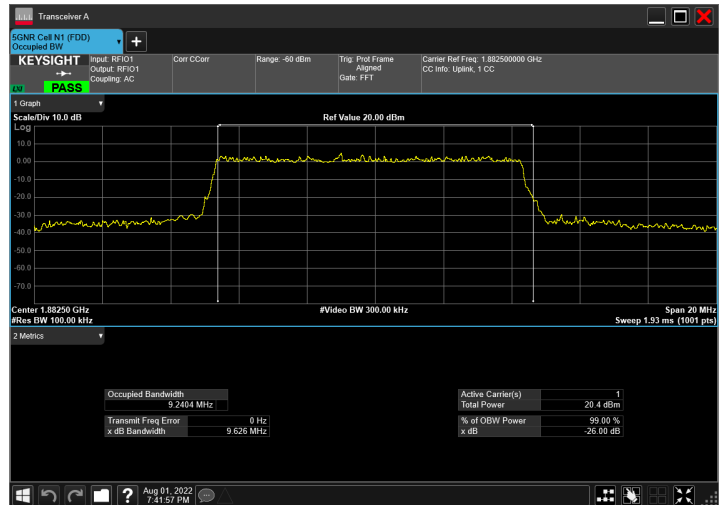 Transceiver A
5GNR Cell N1 (FDD)
Occupied BW
KEYSIGHT
LXI
PASS
Input: RFIO1
Output: RFIO1
Coupling: AC
Corr CCorr
Range: -60 dBm
Trig: Prot Frame
Aligned
Gate: FFT
Carrier Ref Freq: 1.882500000 GHz
CC Info: Uplink, 1 CC
1 Graph
Scale/Div 10.0 dB
Ref Value 20.00 dBm
Log
10.0
0.00
-10.0
-20.0
-30.0
-40.0
-50.0
-60.0
-70.0
Center 1.88250 GHz
#Video BW 300.00 kHz
Span 20 MHz
#Res BW 100.00 kHz
Sweep 1.93 ms (1001 pts)
2 Metrics
Occupied Bandwidth
9.2404 MHz
Active Carrier(s) 1
Total Power 20.4 dBm
Transmit Freq Error 0 Hz
x dB Bandwidth 9.626 MHz
% of OBW Power 99.00 %
x dB -26.00 dB
Aug 01, 2022
7:41:57 PM